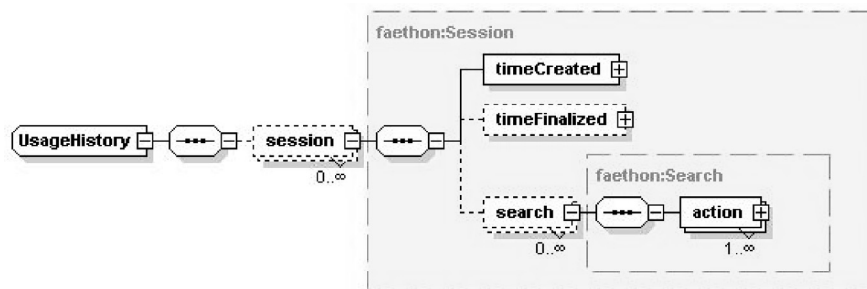 faethon:Session
timeCreated
UsageHistory
session
0..∞
timeFinalized
faethon:Search
search
0..∞
action
1..∞